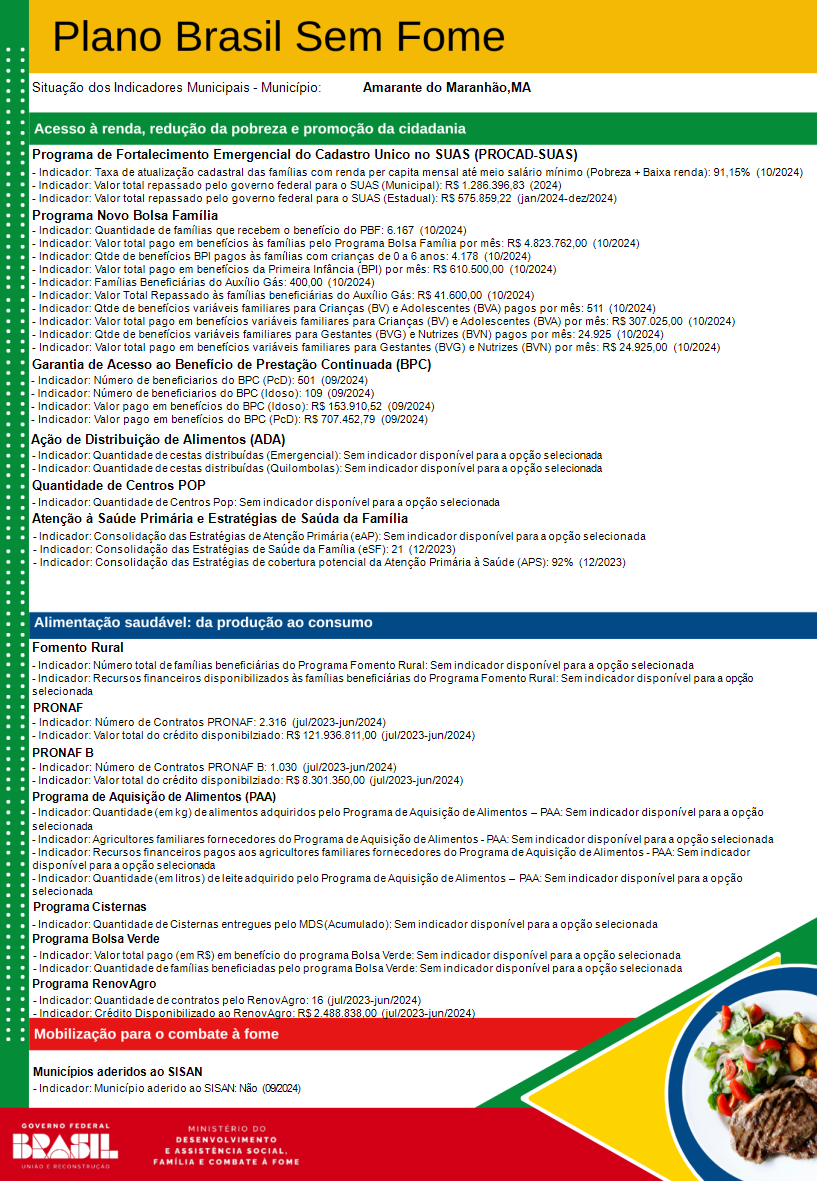 Plano Brasil Sem Fome
Situação dos Indicadores Municipais - Município: Amarante do Maranhão,MA
Acesso à renda, redução da pobreza e promoção da cidadania
Programa de Fortalecimento Emergencial do Cadastro Unico no SUAS (PROCAD-SUAS)
- Indicador: Taxa de atualização cadastral das famílias com renda per capita mensal até meio salário mínimo (Pobreza + Baixa renda): 91,15% (10/2024)
- Indicador: Valor total repassado pelo governo federal para o SUAS (Municipal): R$ 1.286.396,83 (2024)
- Indicador: Valor total repassado pelo governo federal para o SUAS (Estadual): R$ 575.859,22 (jan/2024-dez/2024)
Programa Novo Bolsa Família
- Indicador: Quantidade de famílias que recebem o benefício do PBF: 6.167 (10/2024)
- Indicador: Valor total pago em benefícios às famílias pelo Programa Bolsa Família por mês: R$ 4.823.762,00 (10/2024)
- Indicador: Qtde de benefícios BPI pagos às famílias com crianças de 0 a 6 anos: 4.178 (10/2024)
- Indicador: Valor total pago em benefícios da Primeira Infância (BPI) por mês: R$ 610.500,00 (10/2024)
- Indicador: Famílias Beneficiárias do Auxílio Gás: 400,00 (10/2024)
- Indicador: Valor Total Repassado às famílias beneficiárias do Auxílio Gás: R$ 41.600,00 (10/2024)
- Indicador: Qtde de benefícios variáveis familiares para Crianças (BV) e Adolescentes (BVA) pagos por mês: 511 (10/2024)
- Indicador: Valor total pago em benefícios variáveis familiares para Crianças (BV) e Adolescentes (BVA) por mês: R$ 307.025,00 (10/2024)
- Indicador: Qtde de benefícios variáveis familiares para Gestantes (BVG) e Nutrizes (BVN) pagos por mês: 24.925 (10/2024)
- Indicador: Valor total pago em benefícios variáveis familiares para Gestantes (BVG) e Nutrizes (BVN) por mês: R$ 24.925,00 (10/2024)
Garantia de Acesso ao Benefício de Prestação Continuada (BPC)
- Indicador: Número de beneficiarios do BPC (PcD): 501 (09/2024)
- Indicador: Número de beneficiarios do BPC (Idoso): 109 (09/2024)
- Indicador: Valor pago em benefícios do BPC (Idoso): R$ 153.910,52 (09/2024)
- Indicador: Valor pago em benefícios do BPC (PcD): R$ 707.452,79 (09/2024)
Ação de Distribuição de Alimentos (ADA)
- Indicador: Quantidade de cestas distribuídas (Emergencial): Sem indicador disponível para a opção selecionada
- Indicador: Quantidade de cestas distribuídas (Quilombolas): Sem indicador disponível para a opção selecionada
Quantidade de Centros POP
- Indicador: Quantidade de Centros Pop: Sem indicador disponível para a opção selecionada
Atenção à Saúde Primária e Estratégias de Saúda da Família
- Indicador: Consolidação das Estratégias de Atenção Primária (eAP): Sem indicador disponível para a opção selecionada
- Indicador: Consolidação das Estratégias de Saúde da Família (eSF): 21 (12/2023)
- Indicador: Consolidação das Estratégias de cobertura potencial da Atenção Primária à Saúde (APS): 92% (12/2023)
Alimentação saudável: da produção ao consumo
Fomento Rural
- Indicador: Número total de famílias beneficiárias do Programa Fomento Rural: Sem indicador disponível para a opção selecionada
- Indicador: Recursos financeiros disponibilizados às famílias beneficiárias do Programa Fomento Rural: Sem indicador disponível para a opção
selecionada
PRONAF
- Indicador: Número de Contratos PRONAF: 2.316 (jul/2023-jun/2024)
- Indicador: Valor total do crédito disponibilziado: R$ 121.936.811,00 (jul/2023-jun/2024)
PRONAF B
- Indicador: Número de Contratos PRONAF B: 1.030 (jul/2023-jun/2024)
- Indicador: Valor total do crédito disponibilziado: R$ 8.301.350,00 (jul/2023-jun/2024)
Programa de Aquisição de Alimentos (PAA)
- Indicador: Quantidade (em kg) de alimentos adquiridos pelo Programa de Aquisição de Alimentos – PAA: Sem indicador disponível para a opção
selecionada
- Indicador: Agricultores familiares fornecedores do Programa de Aquisição de Alimentos - PAA: Sem indicador disponível para a opção selecionada
- Indicador: Recursos financeiros pagos aos agricultores familiares fornecedores do Programa de Aquisição de Alimentos - PAA: Sem indicador
disponível para a opção selecionada
- Indicador: Quantidade (em litros) de leite adquirido pelo Programa de Aquisição de Alimentos – PAA: Sem indicador disponível para a opção
selecionada
Programa Cisternas
- Indicador: Quantidade de Cisternas entregues pelo MDS (Acumulado): Sem indicador disponível para a opção selecionada
Programa Bolsa Verde
- Indicador: Valor total pago (em R$) em benefício do programa Bolsa Verde: Sem indicador disponível para a opção selecionada
- Indicador: Quantidade de famílias beneficiadas pelo programa Bolsa Verde: Sem indicador disponível para a opção selecionada
Programa RenovAgro
- Indicador: Quantidade de contratos pelo RenovAgro: 16 (jul/2023-jun/2024)
- Indicador: Crédito Disponibilizado ao RenovAgro: R$ 2.488.838,00 (jul/2023-jun/2024)
Mobilização para o combate à fome
Municípios aderidos ao SISAN
- Indicador: Município aderido ao SISAN: Não (09/2024)
GOVERNO FEDERAL
BRASIL
UNIÃO E RECONSTRUÇÃO
MINISTÉRIO DO
DESENVOLVIMENTO
E ASSISTÊNCIA SOCIAL,
FAMÍLIA E COMBATE À FOME